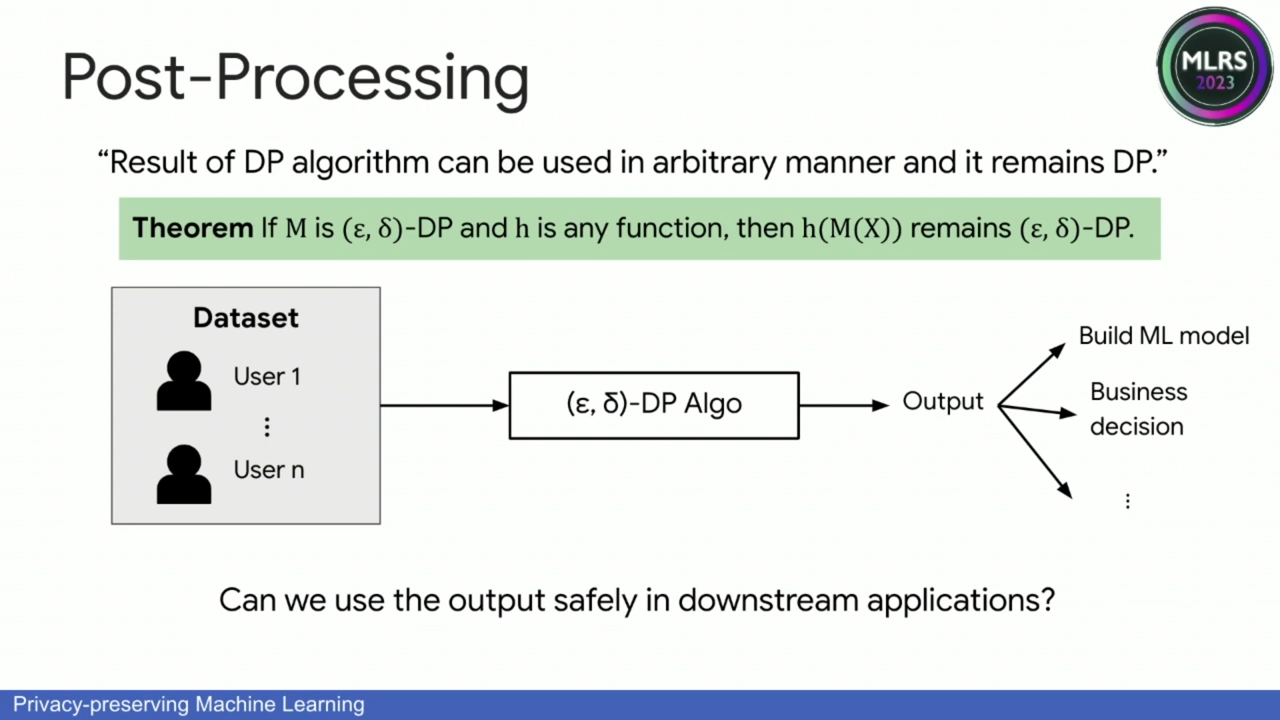 Post-Processing
MLRS
2023
“Result of DP algorithm can be used in arbitrary manner and it remains DP.”
Theorem If M is (ε, δ)-DP and h is any function, then h(M(X)) remains (ε, δ)-DP.
Dataset
User 1
⋮
User n
(ε, δ)-DP Algo
Output
Build ML model
Business
decision
⋮
Can we use the output safely in downstream applications?
Privacy-preserving Machine Learning